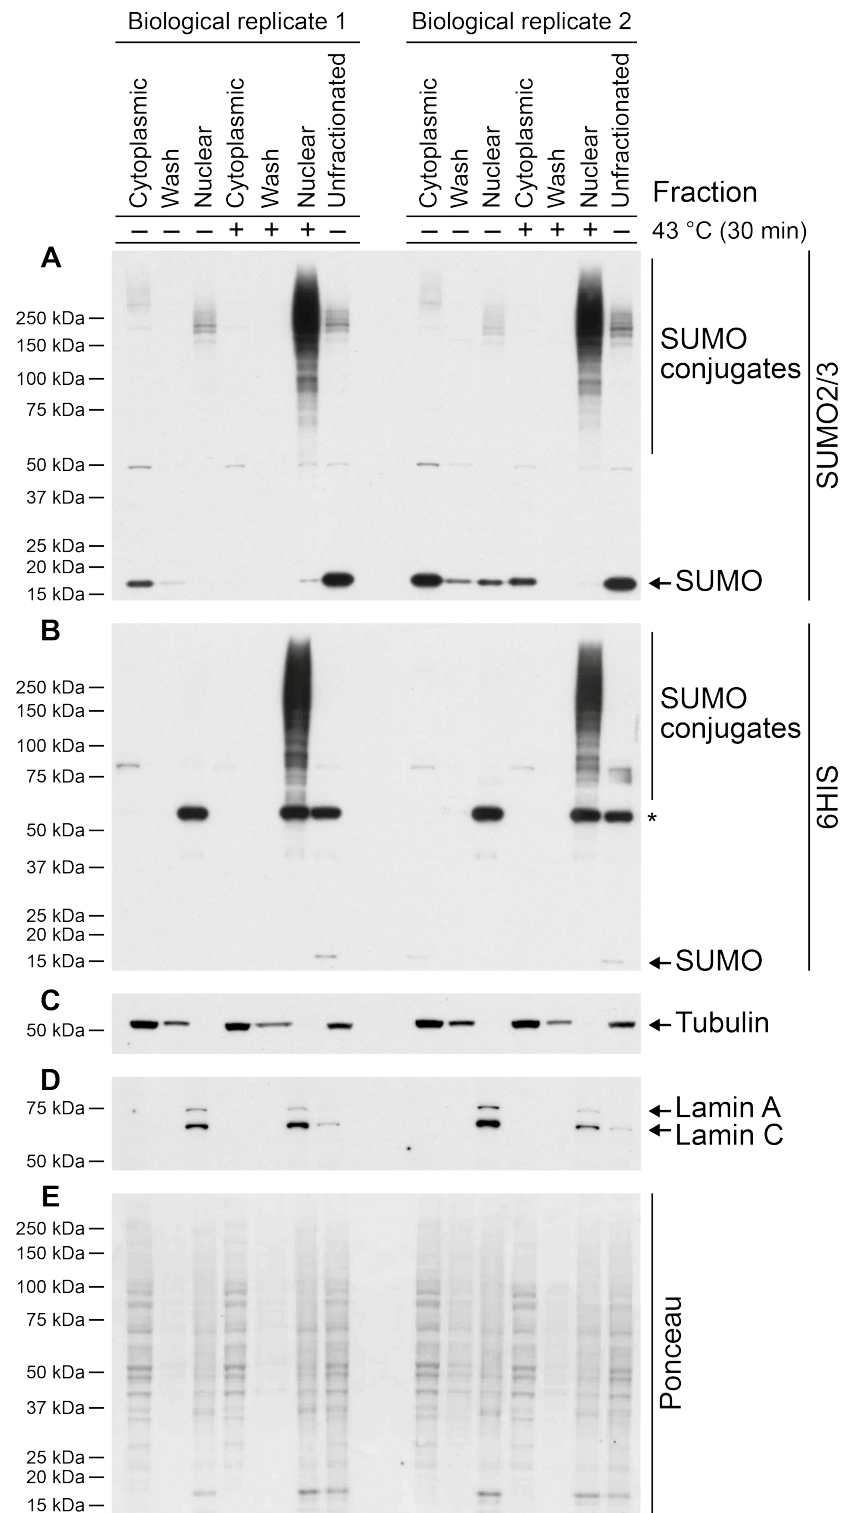 Biological replicate 1
Biological replicate 2
Cytoplasmic
Wash
Nuclear
Cytoplasmic
Wash
Nuclear
Unfractionated
Cytoplasmic
Wash
Nuclear
Cytoplasmic
Wash
Nuclear
Unfractionated
Fraction
− − − + + + −
− − − + + + −
43 °C (30 min)
A
250 kDa
150 kDa
100 kDa
75 kDa
50 kDa
37 kDa
25 kDa
20 kDa
15 kDa
SUMO
conjugates
SUMO
SUMO2/3
B
250 kDa
150 kDa
100 kDa
75 kDa
50 kDa
37 kDa
25 kDa
20 kDa
15 kDa
SUMO
conjugates
*
SUMO
6HIS
C
50 kDa
Tubulin
D
75 kDa
50 kDa
Lamin A
Lamin C
E
250 kDa
150 kDa
100 kDa
75 kDa
50 kDa
37 kDa
25 kDa
20 kDa
15 kDa
Ponceau